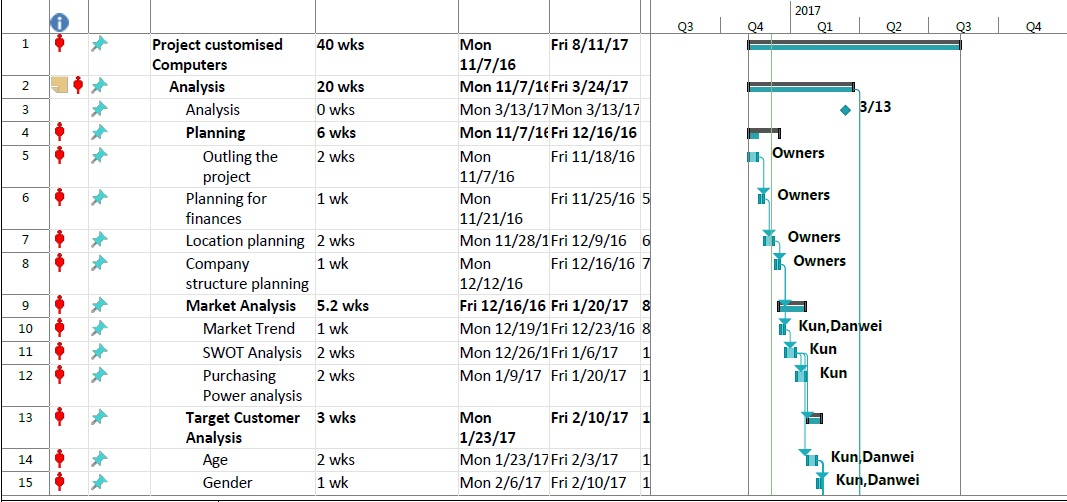 2017
Q3 Q4 Q1 Q2 Q3 Q4
1 Project customised 40 wks Mon Fri 8/11/17
Computers 11/7/16
2 Analysis 20 wks Mon 11/7/16 Fri 3/24/17
3 Analysis 0 wks Mon 3/13/17 Mon 3/13/17 3/13
4 Planning 6 wks Mon 11/7/16 Fri 12/16/16
5 Outling the 2 wks Mon Fri 11/18/16 Owners
project 11/7/16
6 Planning for 1 wk Mon Fri 11/25/16 5 Owners
finances 11/21/16
7 Location planning 2 wks Mon 11/28/1 Fri 12/9/16 6 Owners
8 Company 1 wk Mon Fri 12/16/16 7 Owners
structure planning 12/12/16
9 Market Analysis 5.2 wks Fri 12/16/16 Fri 1/20/17 8
10 Market Trend 1 wk Mon 12/19/1 Fri 12/23/16 8 Kun,Danwei
11 SWOT Analysis 2 wks Mon 12/26/1 Fri 1/6/17 1 Kun
12 Purchasing 2 wks Mon 1/9/17 Fri 1/20/17 1 Kun
Power analysis
13 Target Customer 3 wks Mon Fri 2/10/17 1
Analysis 1/23/17
14 Age 2 wks Mon 1/23/17 Fri 2/3/17 1 Kun,Danwei
15 Gender 1 wk Mon 2/6/17 Fri 2/10/17 1 Kun,Danwei